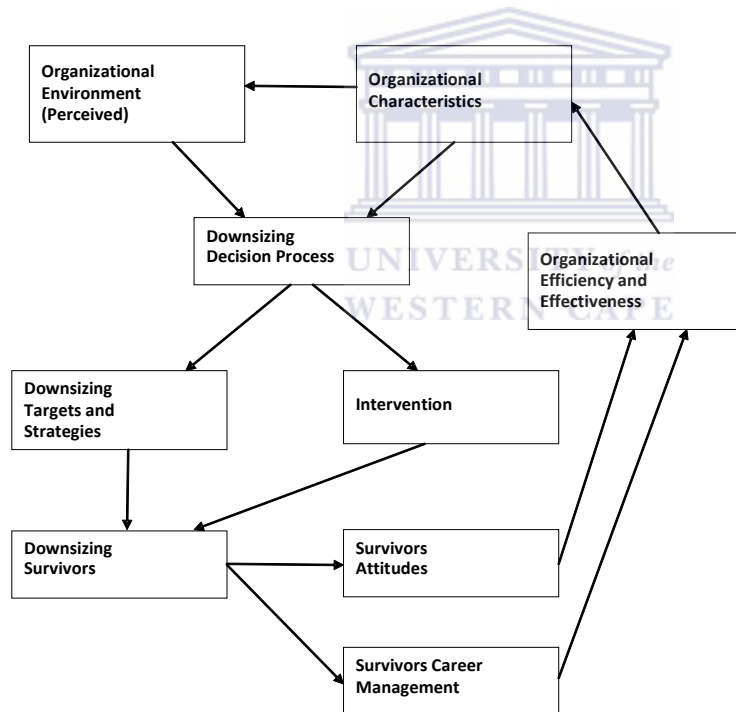 Organizational
Environment
(Perceived)
Organizational
Characteristics
Downsizing
Decision Process
UNIVERSITY of the
WESTERN CAPE
Organizational
Efficiency and
Effectiveness
Downsizing
Targets and
Strategies
Intervention
Downsizing
Survivors
Survivors
Attitudes
Survivors Career
Management